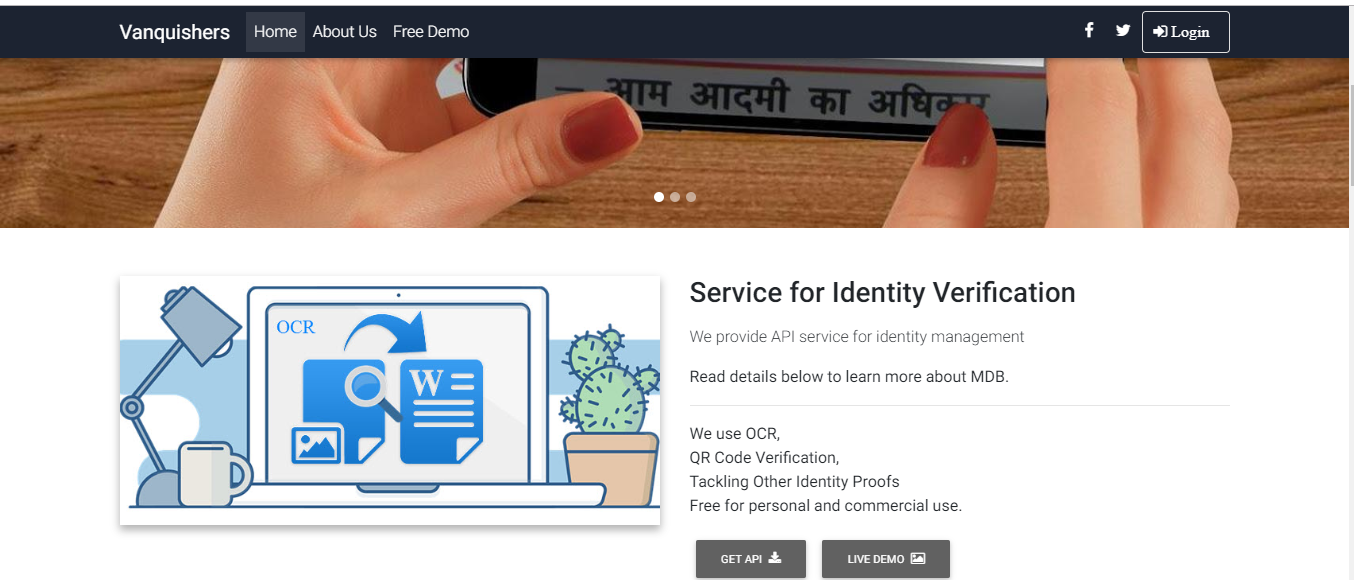 Vanquishers Home About Us Free Demo Login
– आम आदमी का अधिकार
OCR
W
Service for Identity Verification
We provide API service for identity management
Read details below to learn more about MDB.
We use OCR,
QR Code Verification,
Tackling Other Identity Proofs
Free for personal and commercial use.
GET API LIVE DEMO